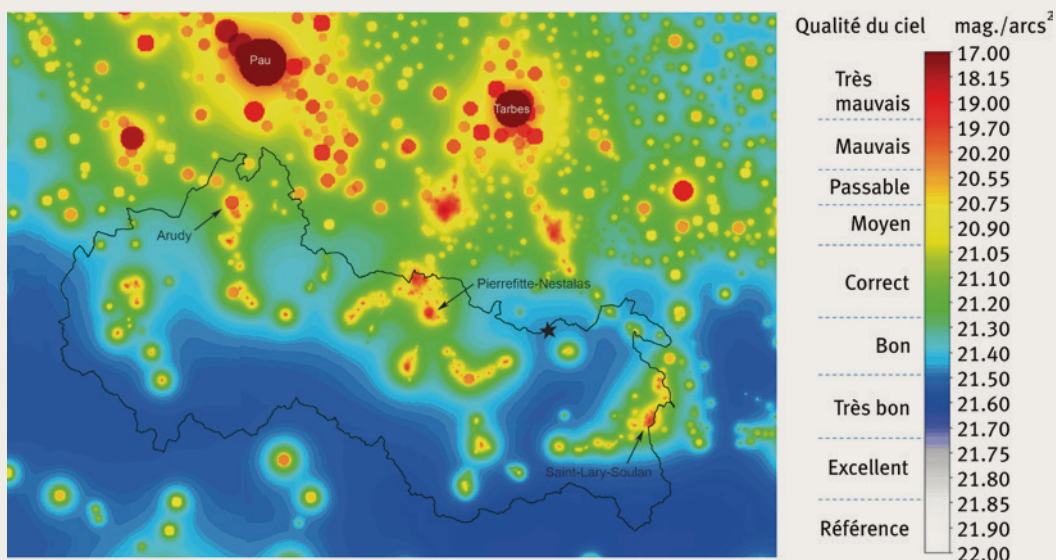 Pau
Tarbes
Arudy
Pierrefitte-Nestalas
Saint-Lary-Soulan
Qualité du ciel
mag./arcs²
Très
mauvais
Mauvais
Passable
Moyen
Correct
Bon
Très bon
Excellent
Référence
17.00
18.15
19.00
19.70
20.20
20.55
20.75
20.90
21.05
21.10
21.20
21.30
21.40
21.50
21.60
21.70
21.75
21.80
21.85
21.90
22.00